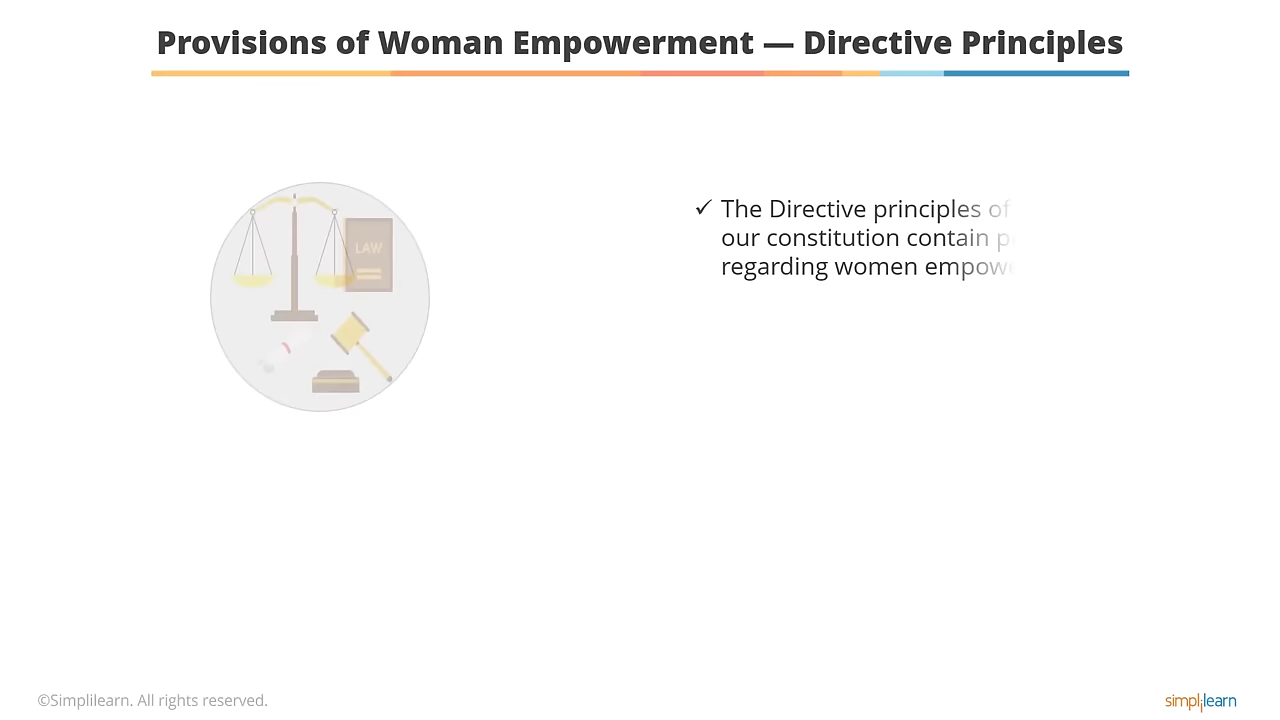 Provisions of Woman Empowerment — Directive Principles
LAW
✓ The Directive principles of
our constitution contain
regarding women
©Simplilearn. All rights reserved.
simplilearn